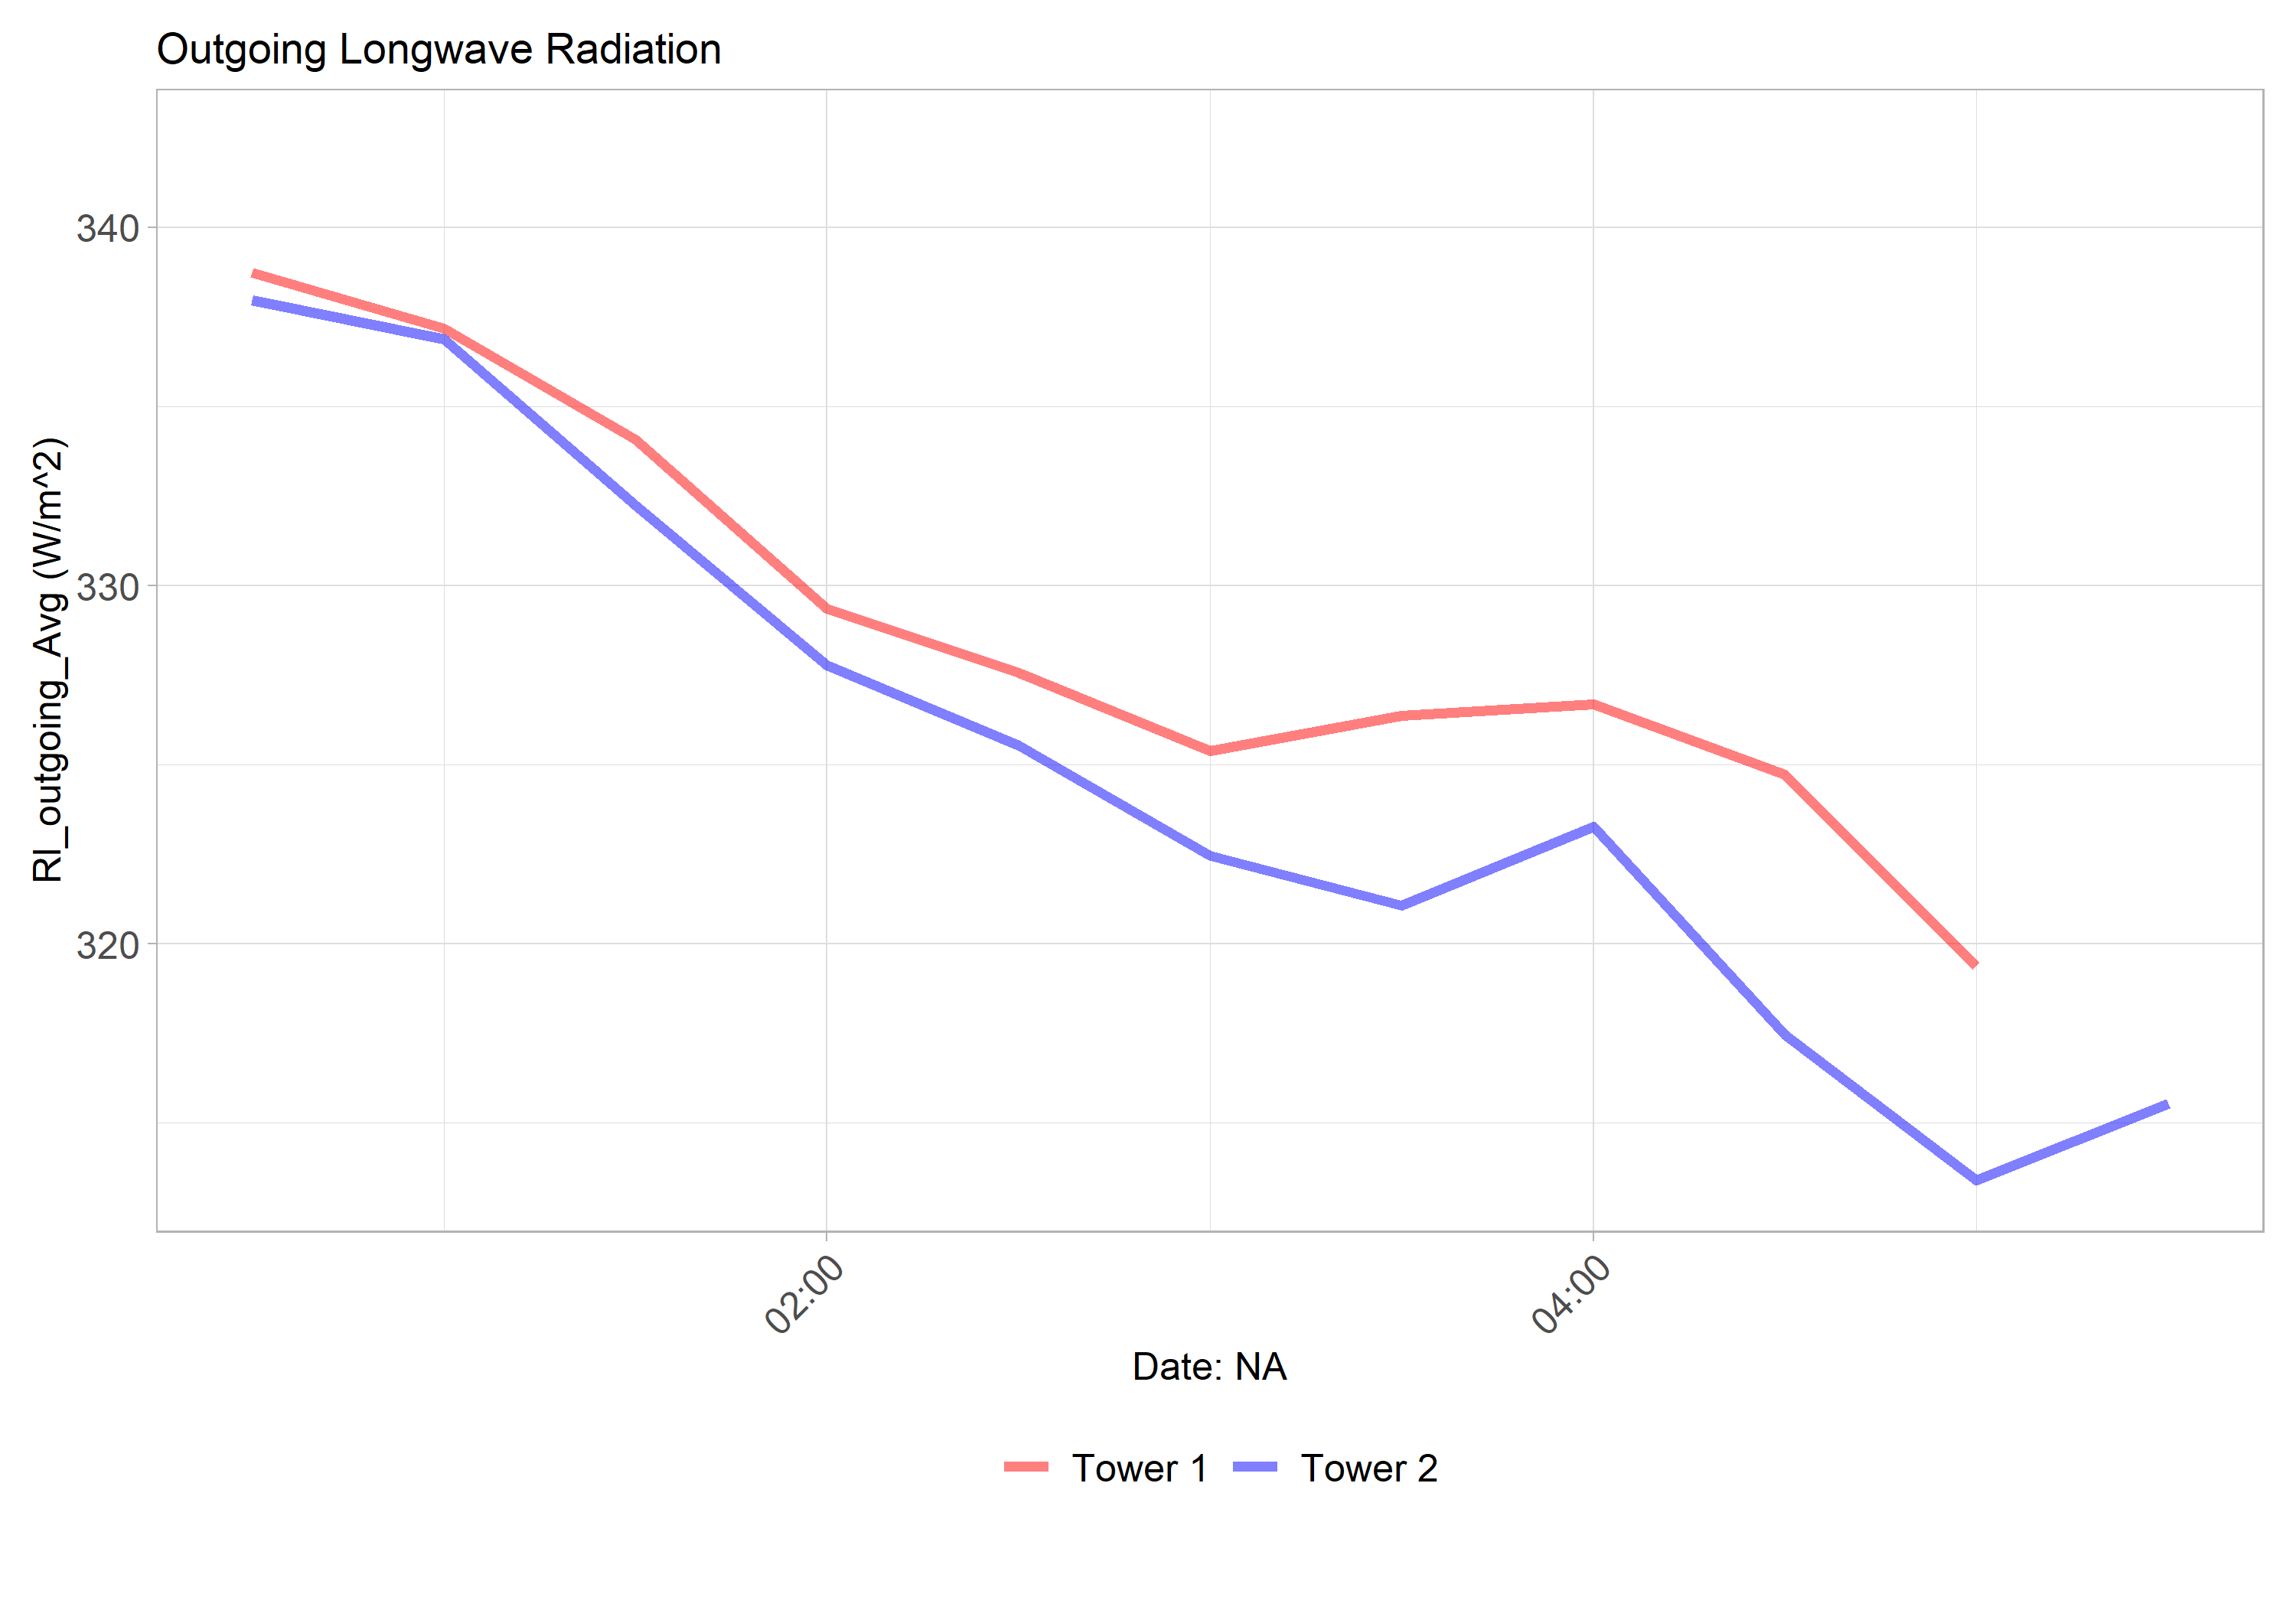 Outgoing Longwave Radiation
Rl_outgoing_Avg (W/m^2)
340
330
320
02:00
04:00
Date: NA
Tower 1
Tower 2